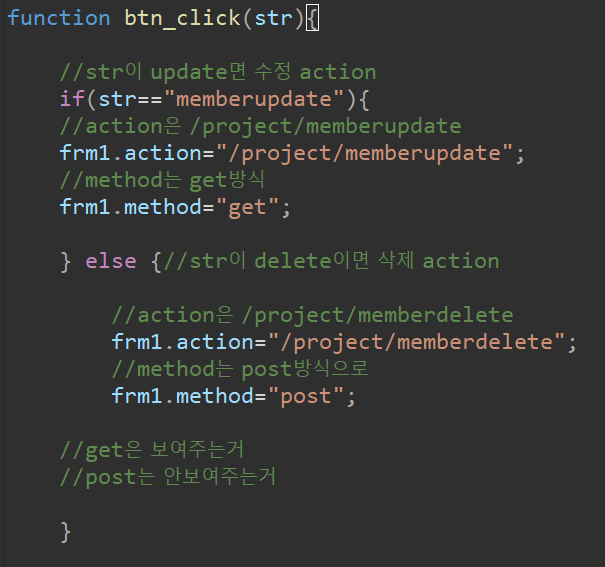 function btn_click(str){
//str이 update면 수정 action
if(str=="memberupdate"){
//action은 /project/memberupdate
frm1.action="/project/memberupdate";
//method는 get방식
frm1.method="get";
} else {//str이 delete이면 삭제 action
//action은 /project/memberdelete
frm1.action="/project/memberdelete";
//method는 post방식으로
frm1.method="post";
//get은 보여주는거
//post는 안보여주는거
}